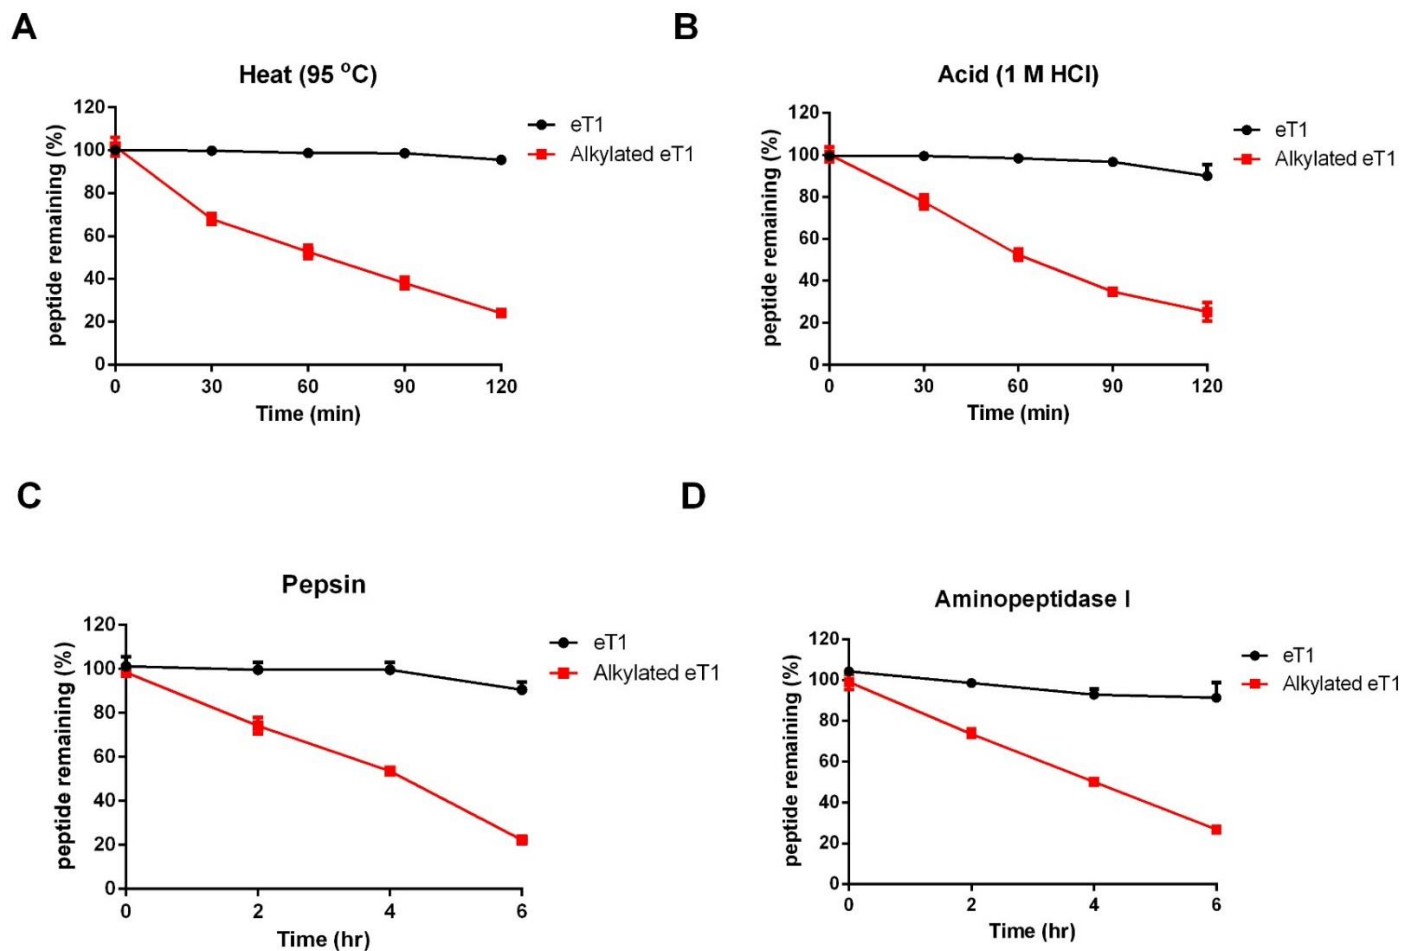 A
Heat (95 °C)
peptide remaining (%)
120
100
80
60
40
20
0
0 30 60 90 120
Time (min)
eT1
Alkylated eT1
B
Acid (1 M HCl)
peptide remaining (%)
120
100
80
60
40
20
0
0 30 60 90 120
Time (min)
eT1
Alkylated eT1
C
Pepsin
peptide remaining (%)
120
100
80
60
40
20
0
0 2 4 6
Time (hr)
eT1
Alkylated eT1
D
Aminopeptidase I
peptide remaining (%)
120
100
80
60
40
20
0
0 2 4 6
Time (hr)
eT1
Alkylated eT1